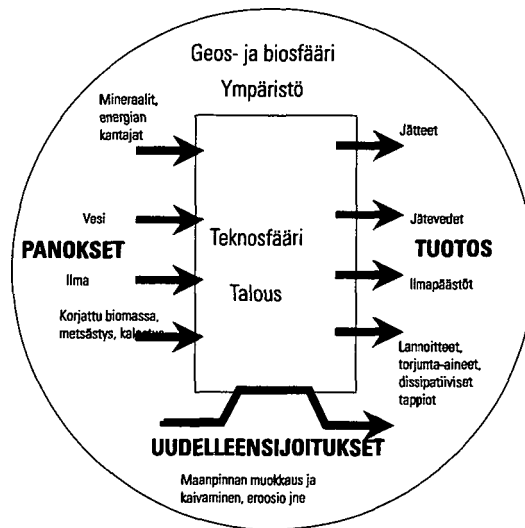 Geos- ja biosfääri
Ympäristö
Mineraalit,
energian
kantajat
Vesi
PANOKSET
Ilma
Korjattu biomassa,
metsästys, kalastus
Teknosfääri
Talous
Jätteet
Jätevedet
TUOTOS
Ilmapäästöt
Lannoitteet,
torjunta-aineet,
dissipatiiviset
tappiot
UUDELLEENSIJOITUKSET
Maanpinnan muokkaus ja
kaivaminen, eroosio jne